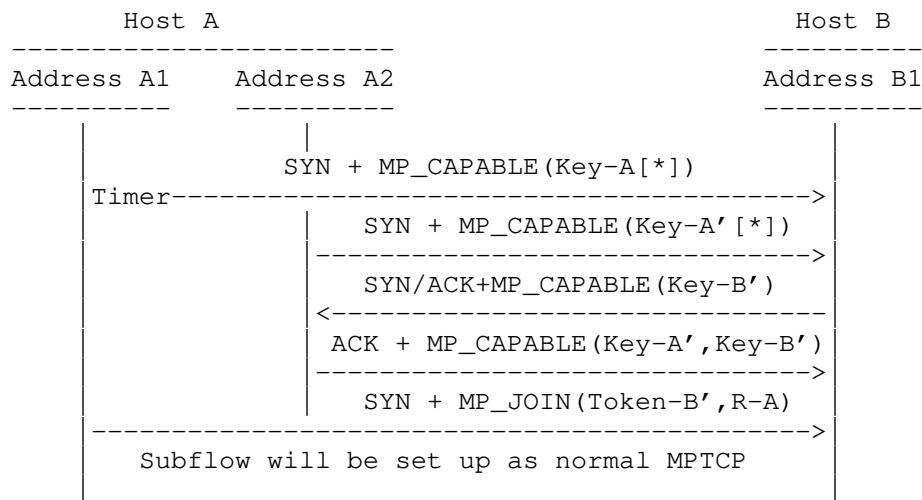 Host A Host B
Address A1 Address A2 Address B1
SYN + MP_CAPABLE(Key-A[*])
Timer
SYN + MP_CAPABLE(Key-A'[*])
SYN/ACK+MP_CAPABLE(Key-B')
ACK + MP_CAPABLE(Key-A',Key-B')
SYN + MP_JOIN(Token-B',R-A)
Subflow will be set up as normal MPTCP